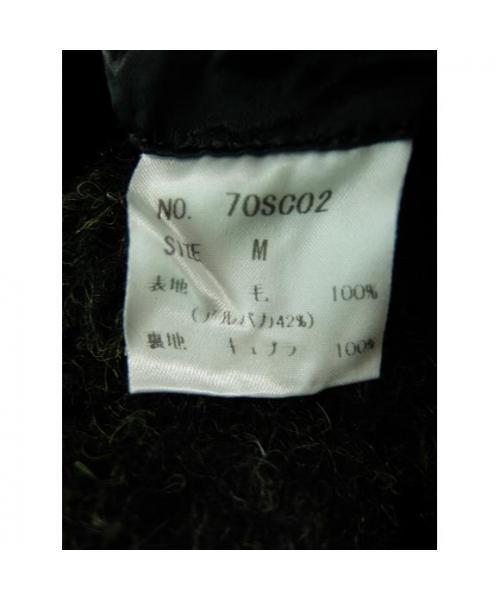 NO. 70SC02
SIZE M
表地 毛 100%
(アルパカ42%)
裏地 キュプラ 100%